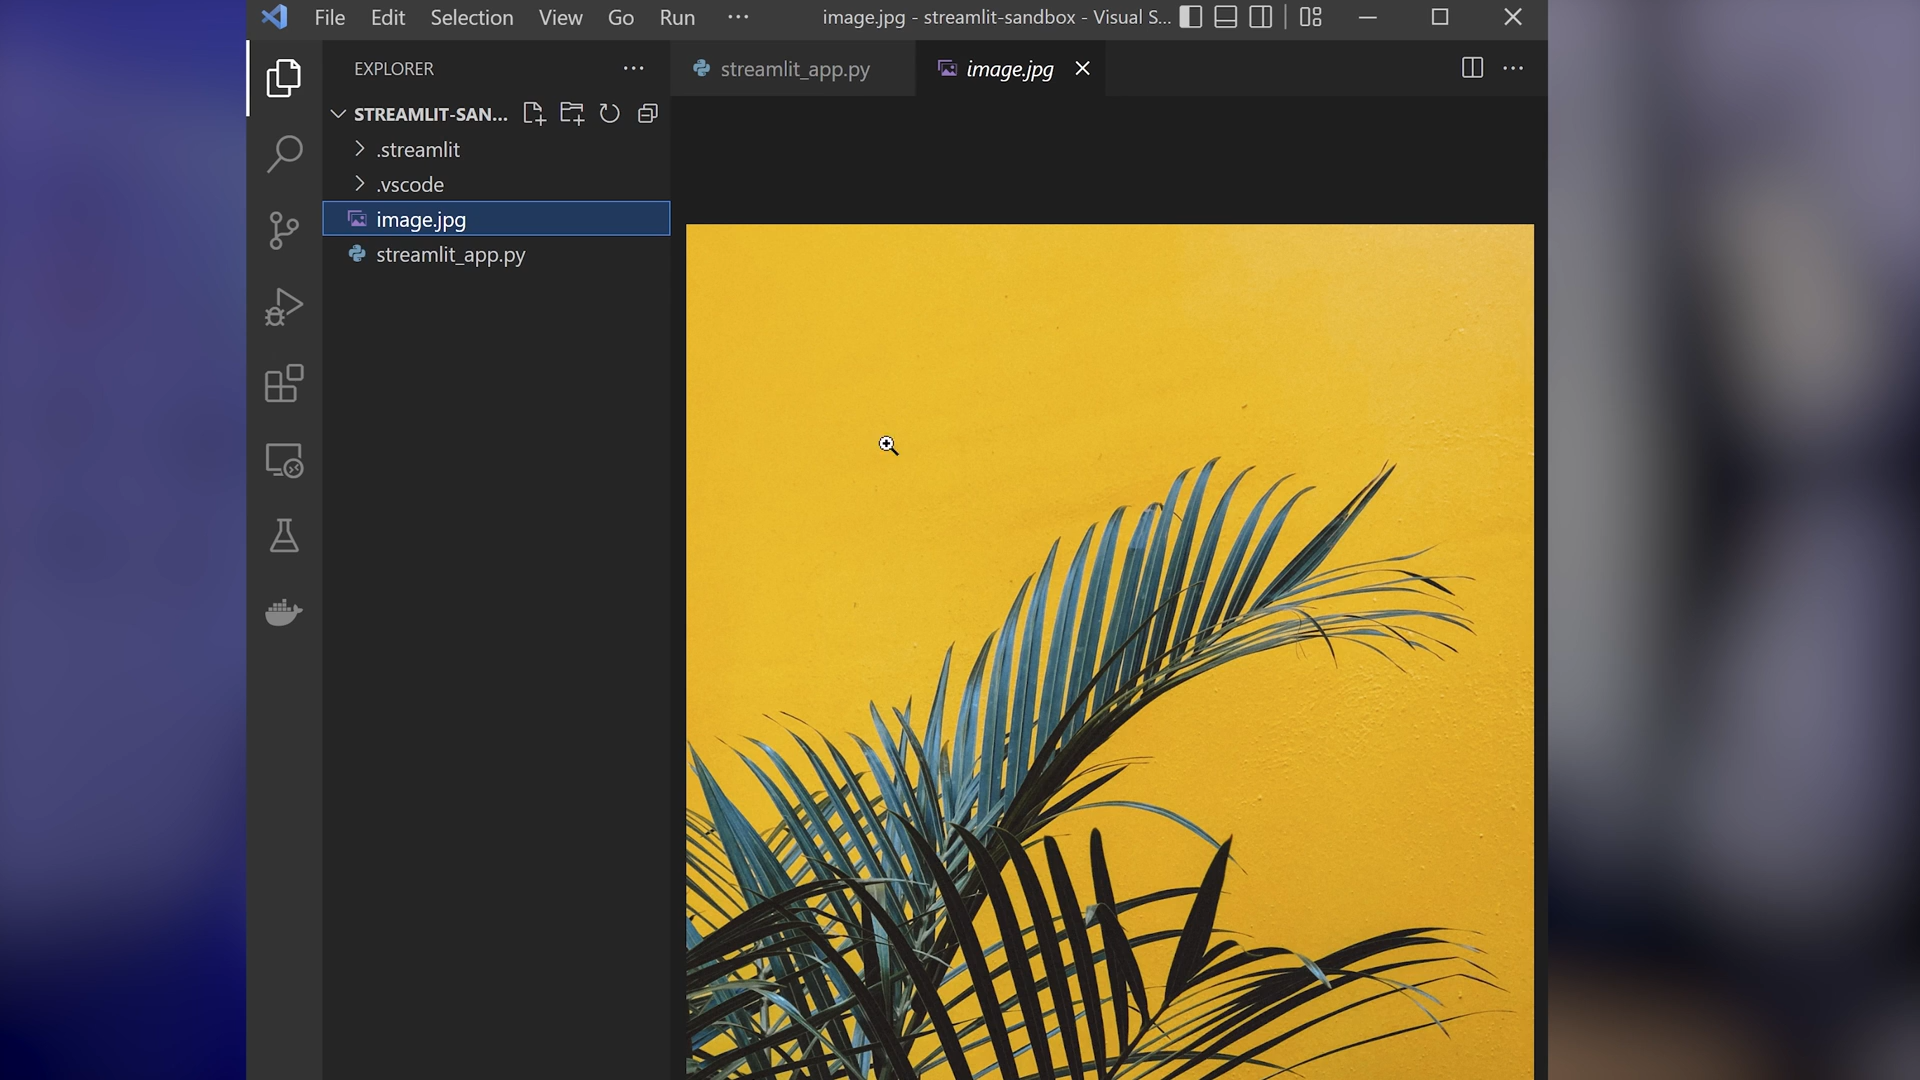 File Edit Selection View Go Run ··· image.jpg - streamlit-sandbox - Visual S...
EXPLORER ···
streamlit_app.py
image.jpg
STREAMLIT-SAN...
.streamlit
.vscode
image.jpg
streamlit_app.py